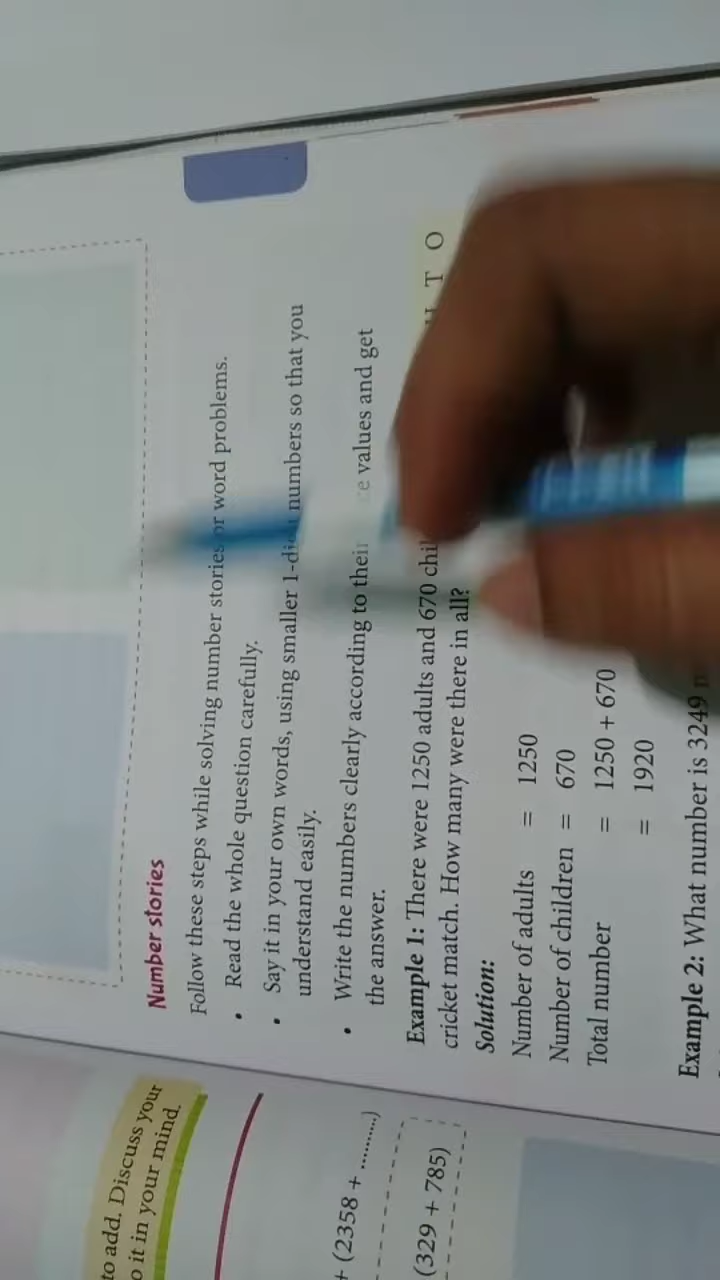 to add. Discuss your
o it in your mind.
+ (2358 + ..........)
(329 + 785)
Number stories
Follow these steps while solving number stories or word problems.
• Read the whole question carefully.
• Say it in your own words, using smaller 1-digit numbers so that you
understand easily.
• Write the numbers clearly according to their values and get
the answer.
Example 1: There were 1250 adults and 670
cricket match. How many were there in all?
T O
Solution:
Number of adults = 1250
Number of children = 670
Total number = 1250 + 670
= 1920
Example 2: What number is 3249